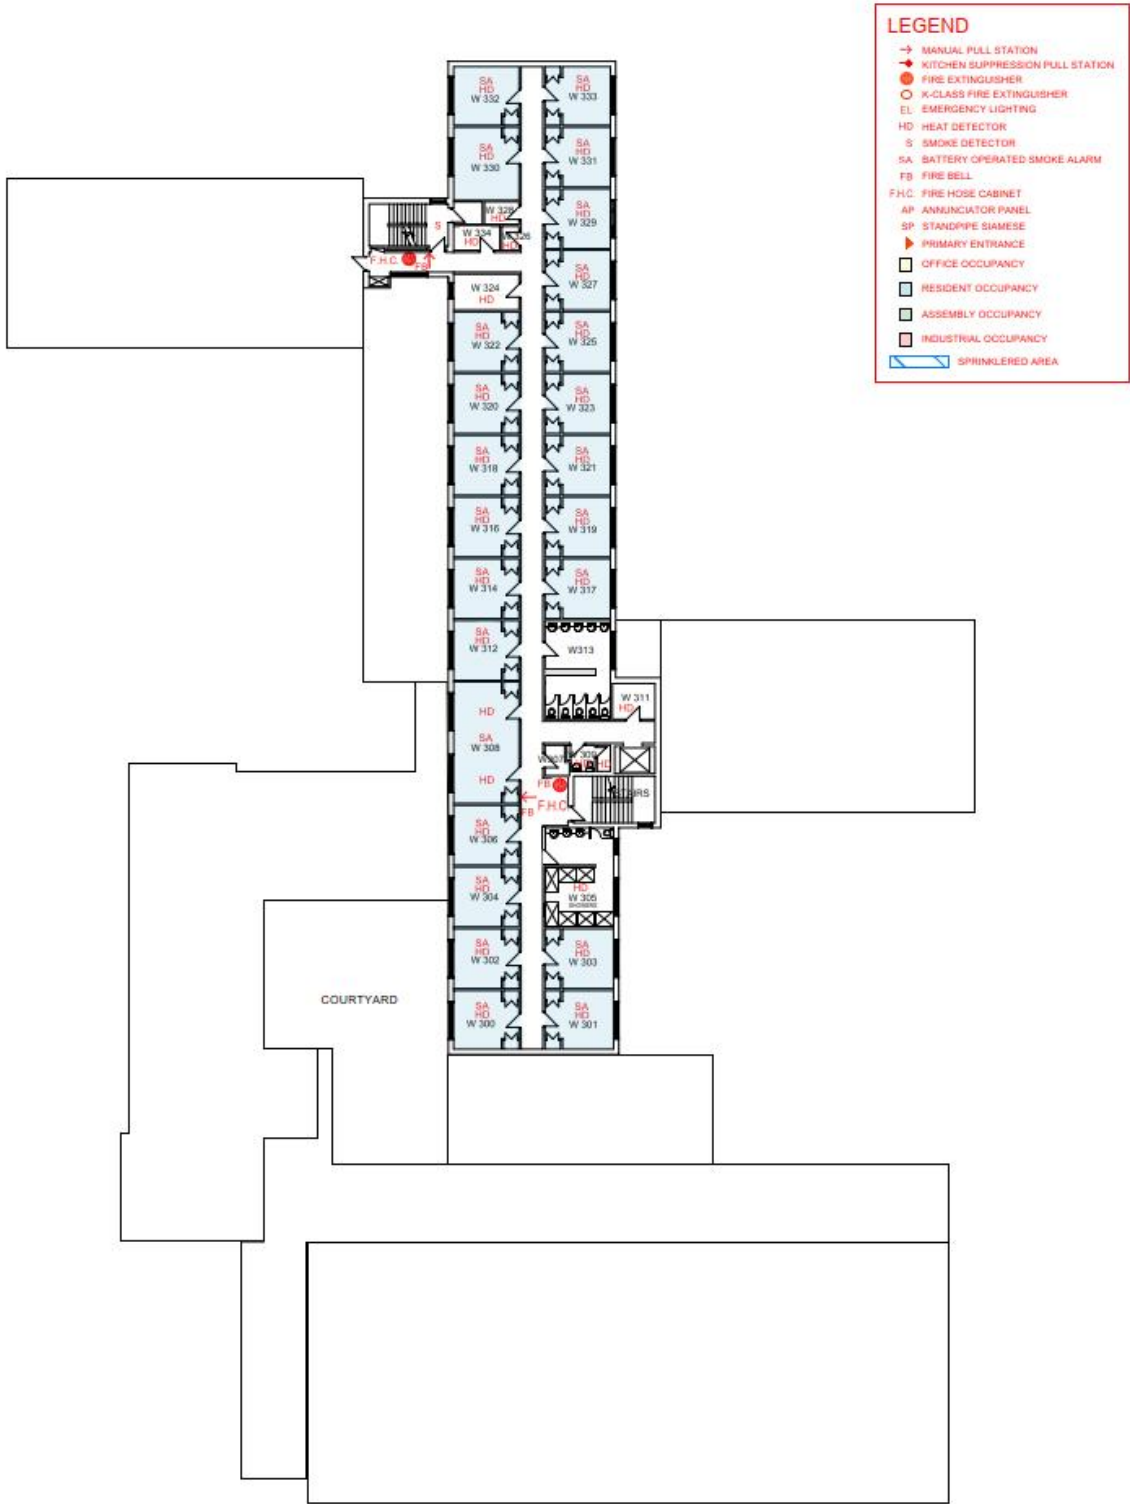 LEGEND
MANUAL PULL STATION
KITCHEN SUPPRESSION PULL STATION
FIRE EXTINGUISHER
K-CLASS FIRE EXTINGUISHER
EL EMERGENCY LIGHTING
HD HEAT DETECTOR
S SMOKE DETECTOR
SA BATTERY OPERATED SMOKE ALARM
FB FIRE BELL
F.H.C. FIRE HOSE CABINET
AP ANNUNCIATOR PANEL
SP STANDPIPE SIAMESE
PRIMARY ENTRANCE
OFFICE OCCUPANCY
RESIDENT OCCUPANCY
ASSEMBLY OCCUPANCY
INDUSTRIAL OCCUPANCY
SPRINKLERED AREA
SA
HD
W 332
SA
HD
W 333
SA
HD
W 330
SA
HD
W 331
W 328
HD
SA
HD
W 329
S
W 334
HD
W 326
HD
F.H.C.
FB
SA
HD
W 327
W 324
HD
SA
HD
W 322
SA
HD
W 325
SA
HD
W 320
SA
HD
W 323
SA
HD
W 318
SA
HD
W 321
SA
HD
W 316
SA
HD
W 319
SA
HD
W 314
SA
HD
W 317
SA
HD
W 312
W313
HD
SA
W 308
HD
W 311
HD
W307
W 309
HD
HD
FB
F.H.C
FB
STAIRS
SA
HD
W 306
SA
HD
W 304
HD
W 305
SHOWERS
SA
HD
W 302
SA
HD
W 303
SA
HD
W 300
SA
HD
W 301
COURTYARD